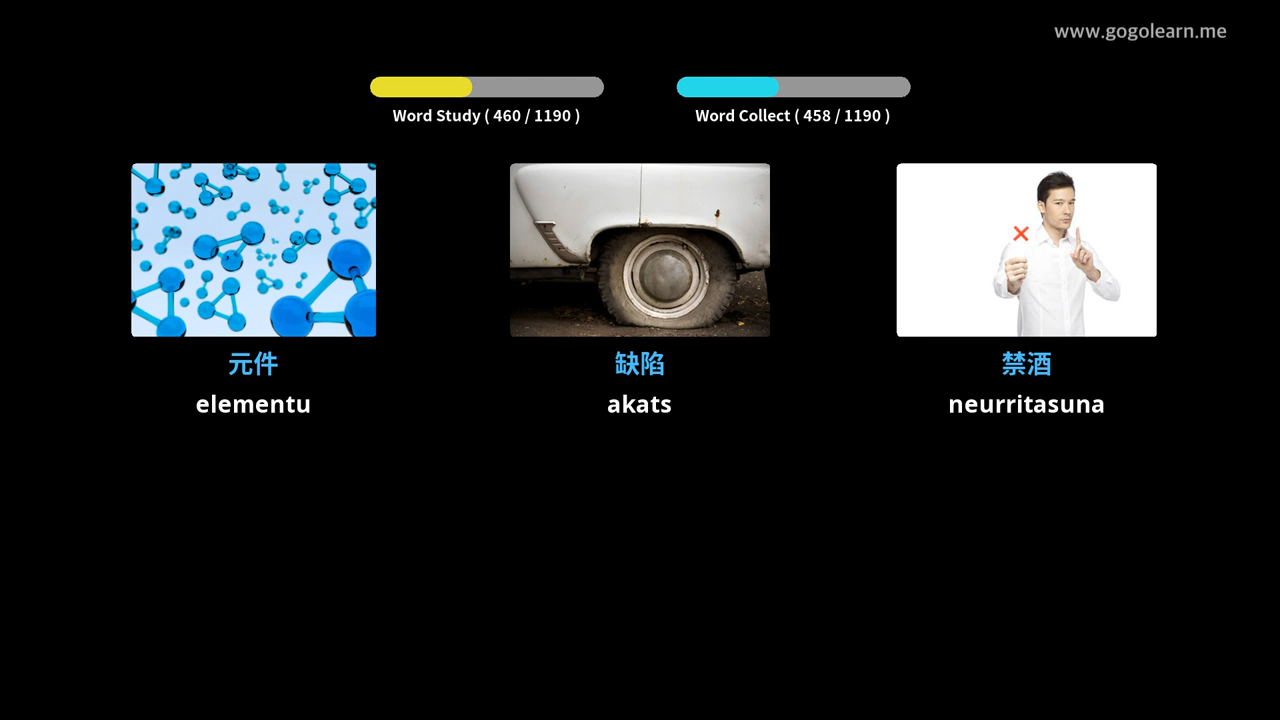 www.gogolearn.me
Word Study ( 460 / 1190 )
Word Collect ( 458 / 1190 )
元件
缺陷
禁酒
elementu
akats
neurritasuna